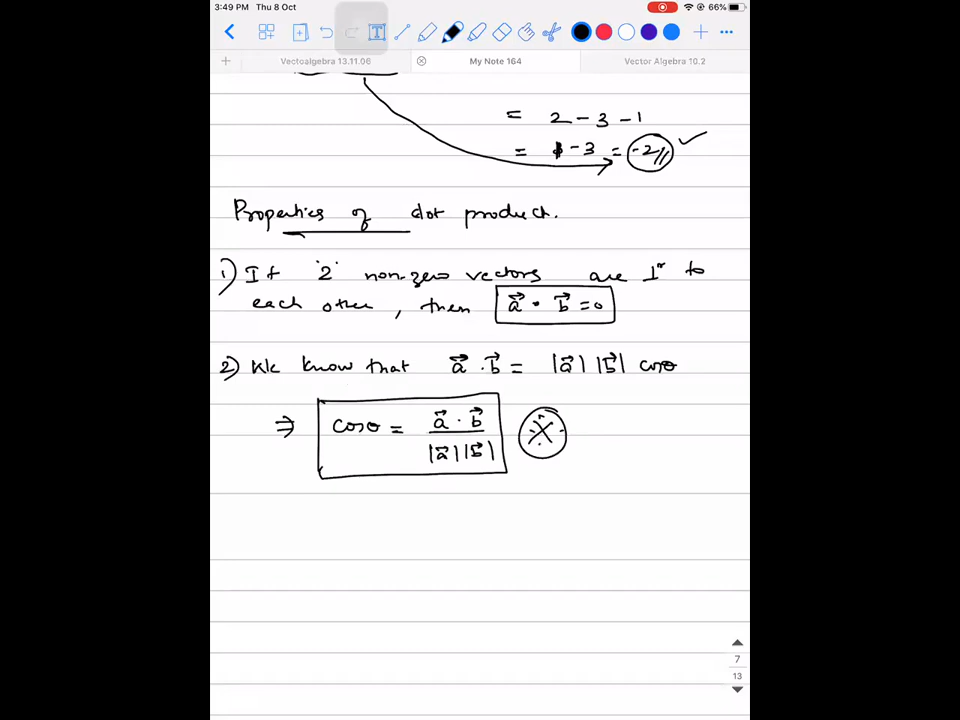 3:49 PM Thu 8 Oct 66%
Vectoalgebra 13.11.06 My Note 164 Vector Algebra 10.2
= 2 - 3 - 1
= 1 - 3 = -2//
Properties of dot product.
1) If '2' non-zero vectors are ⊥r to
each other, then a⃗ · b⃗ = 0
2) We know that a⃗ · b⃗ = |a⃗| |b⃗| cosθ
⇒ cosθ = a⃗ · b⃗ / |a⃗| |b⃗|
7
13